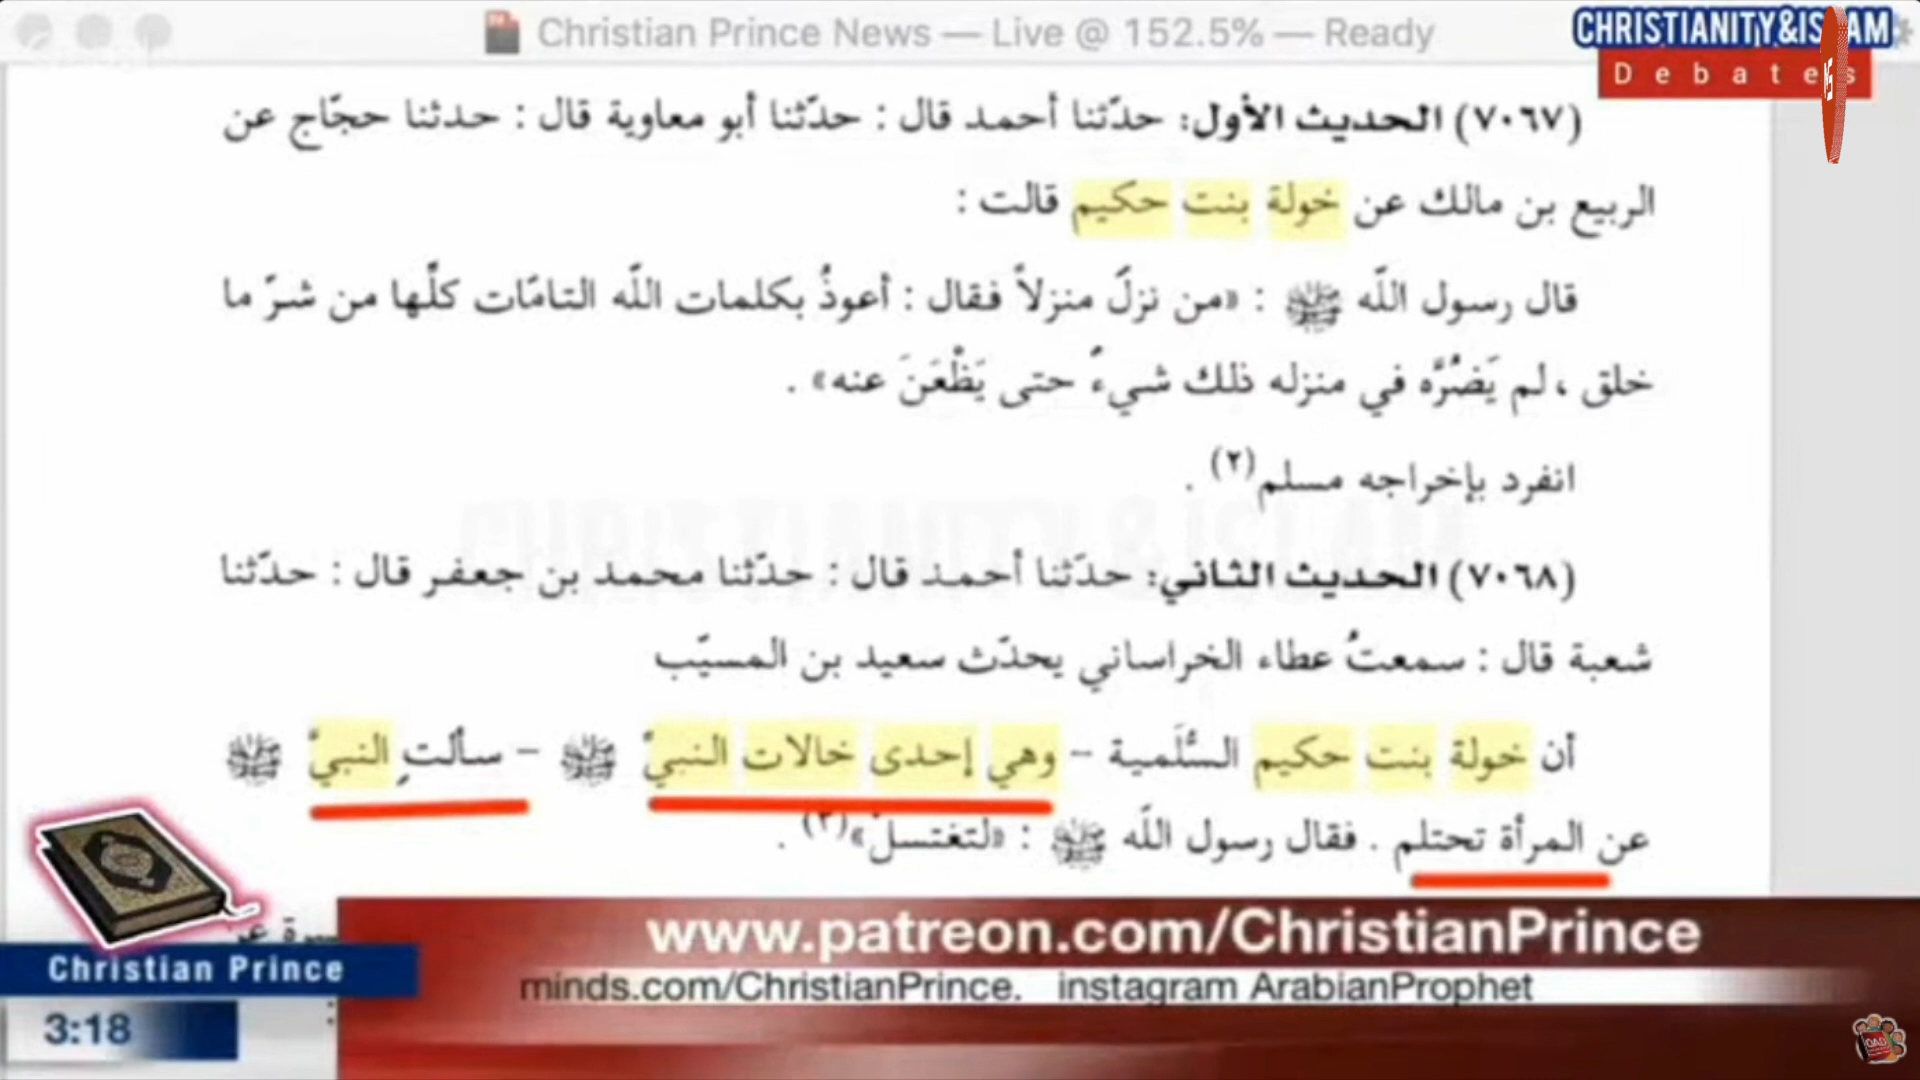 Christian Prince News — Live @ 152.5% — Ready
CHRISTIANITY&ISLAM
Debates
(٧٠٦٧) الحديث الأول: حدّثنا أحمد قال : حدّثنا أبو معاوية قال : حدثنا حجّاج عن
الربيع بن مالك عن خولة بنت حكيم قالت :
قال رسول اللّه ﷺ : «من نزلَ منزلاً فقال : أعوذُ بكلمات اللّه التامّات كلِّها من شرّ ما
خلق ، لم يَضُرَّه في منزله ذلك شيءٌ حتى يَظْعَنَ عنه» .
انفرد بإخراجه مسلم(٢) .
CHRISTIANITY & ISLAM
(٧٠٦٨) الحديث الثاني: حدّثنا أحمد قال : حدّثنا محمد بن جعفر قال : حدّثنا
شعبة قال : سمعتُ عطاء الخراساني يحدّث سعيد بن المسيّب
أن خولة بنت حكيم السُّلَمية – وهي إحدى خالات النبيّ ﷺ – سألتِ النبيَّ ﷺ
عن المرأة تحتلم . فقال رسول اللّه ﷺ : «لتغتسلْ»(٣) .
www.patreon.com/ChristianPrince
Christian Prince
minds.com/ChristianPrince. instagram ArabianProphet
3:18